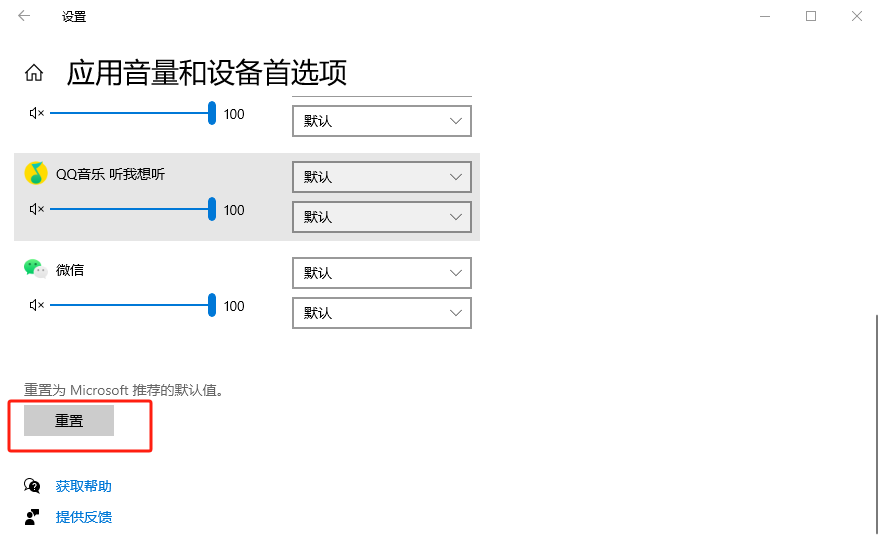 设置
应用音量和设备首选项
100
默认
QQ音乐 听我想听
默认
100
默认
微信
默认
100
默认
重置为 Microsoft 推荐的默认值。
重置
获取帮助
提供反馈